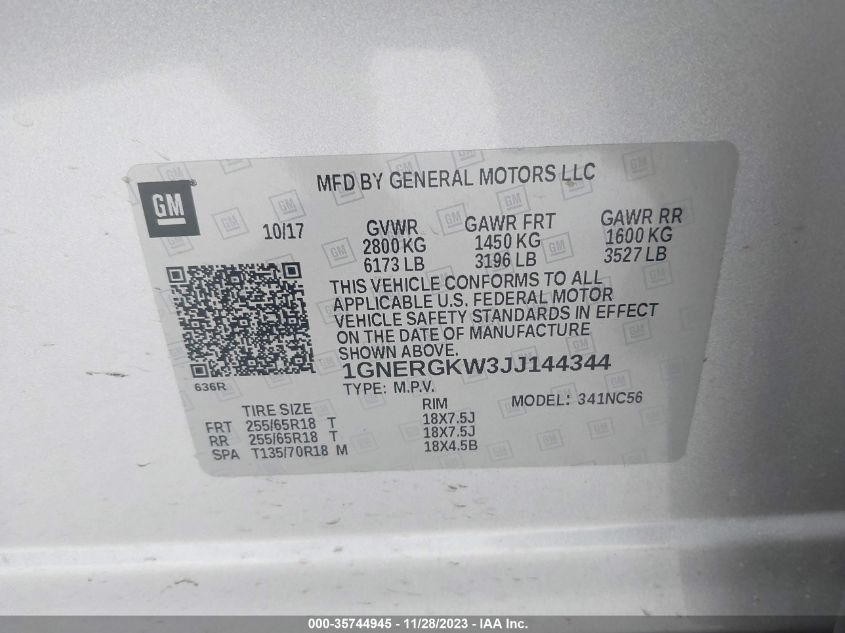 GM
MFD BY GENERAL MOTORS LLC
10/17
GVWR GAWR FRT GAWR RR
2800 KG 1450 KG 1600 KG
6173 LB 3196 LB 3527 LB
THIS VEHICLE CONFORMS TO ALL
APPLICABLE U.S. FEDERAL MOTOR
VEHICLE SAFETY STANDARDS IN EFFECT
ON THE DATE OF MANUFACTURE
SHOWN ABOVE.
636R
1GNERGKW3JJ144344
TYPE: M.P.V.
MODEL: 341NC56
TIRE SIZE RIM
FRT 255/65R18 T 18X7.5J
RR 255/65R18 T 18X7.5J
SPA T135/70R18 M 18X4.5B
000-35744945 - 11/28/2023 - IAA Inc.